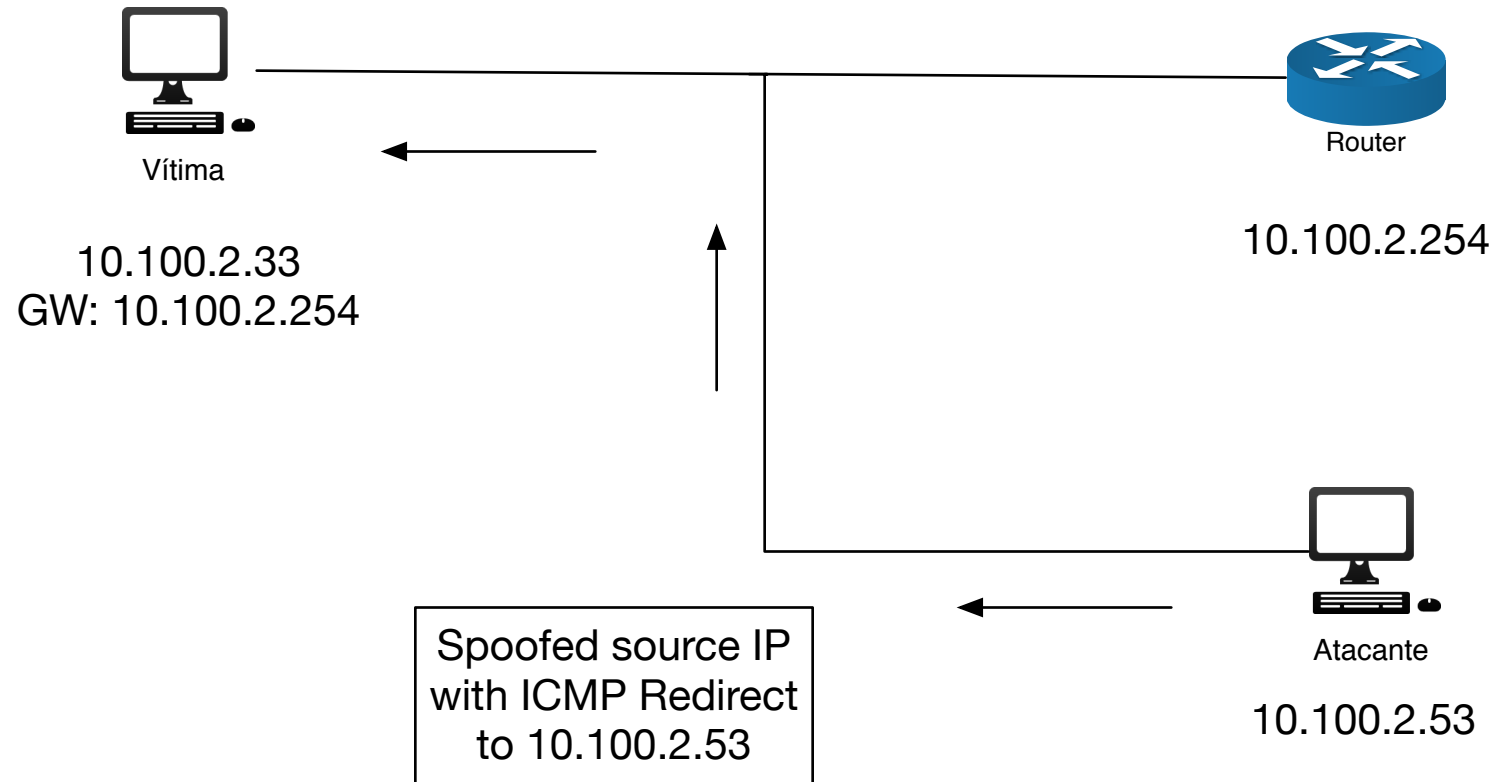 Vítima
10.100.2.33
GW: 10.100.2.254
Router
10.100.2.254
Spoofed source IP
with ICMP Redirect
to 10.100.2.53
Atacante
10.100.2.53